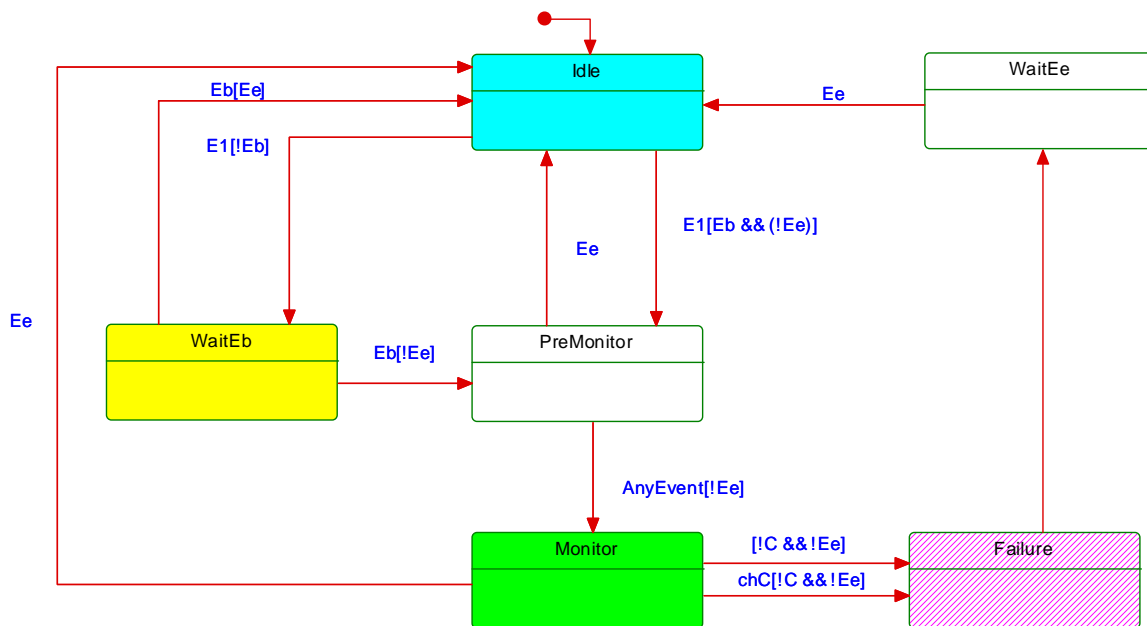 Idle
WaitEe
Eb[Ee]
Ee
E1[!Eb]
E1[Eb && (!Ee)]
Ee
Ee
WaitEb
PreMonitor
Eb[!Ee]
AnyEvent[!Ee]
Monitor
[!C && !Ee]
Failure
chC[!C && !Ee]